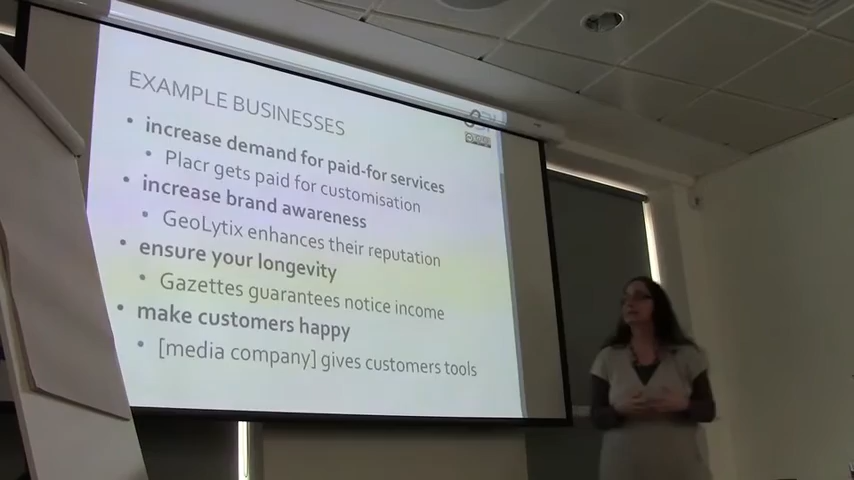 EXAMPLE BUSINESSES
• increase demand for paid-for services
• Placr gets paid for customisation
• increase brand awareness
• GeoLytix enhances their reputation
• ensure your longevity
• Gazettes guarantees notice income
• make customers happy
• [media company] gives customers tools